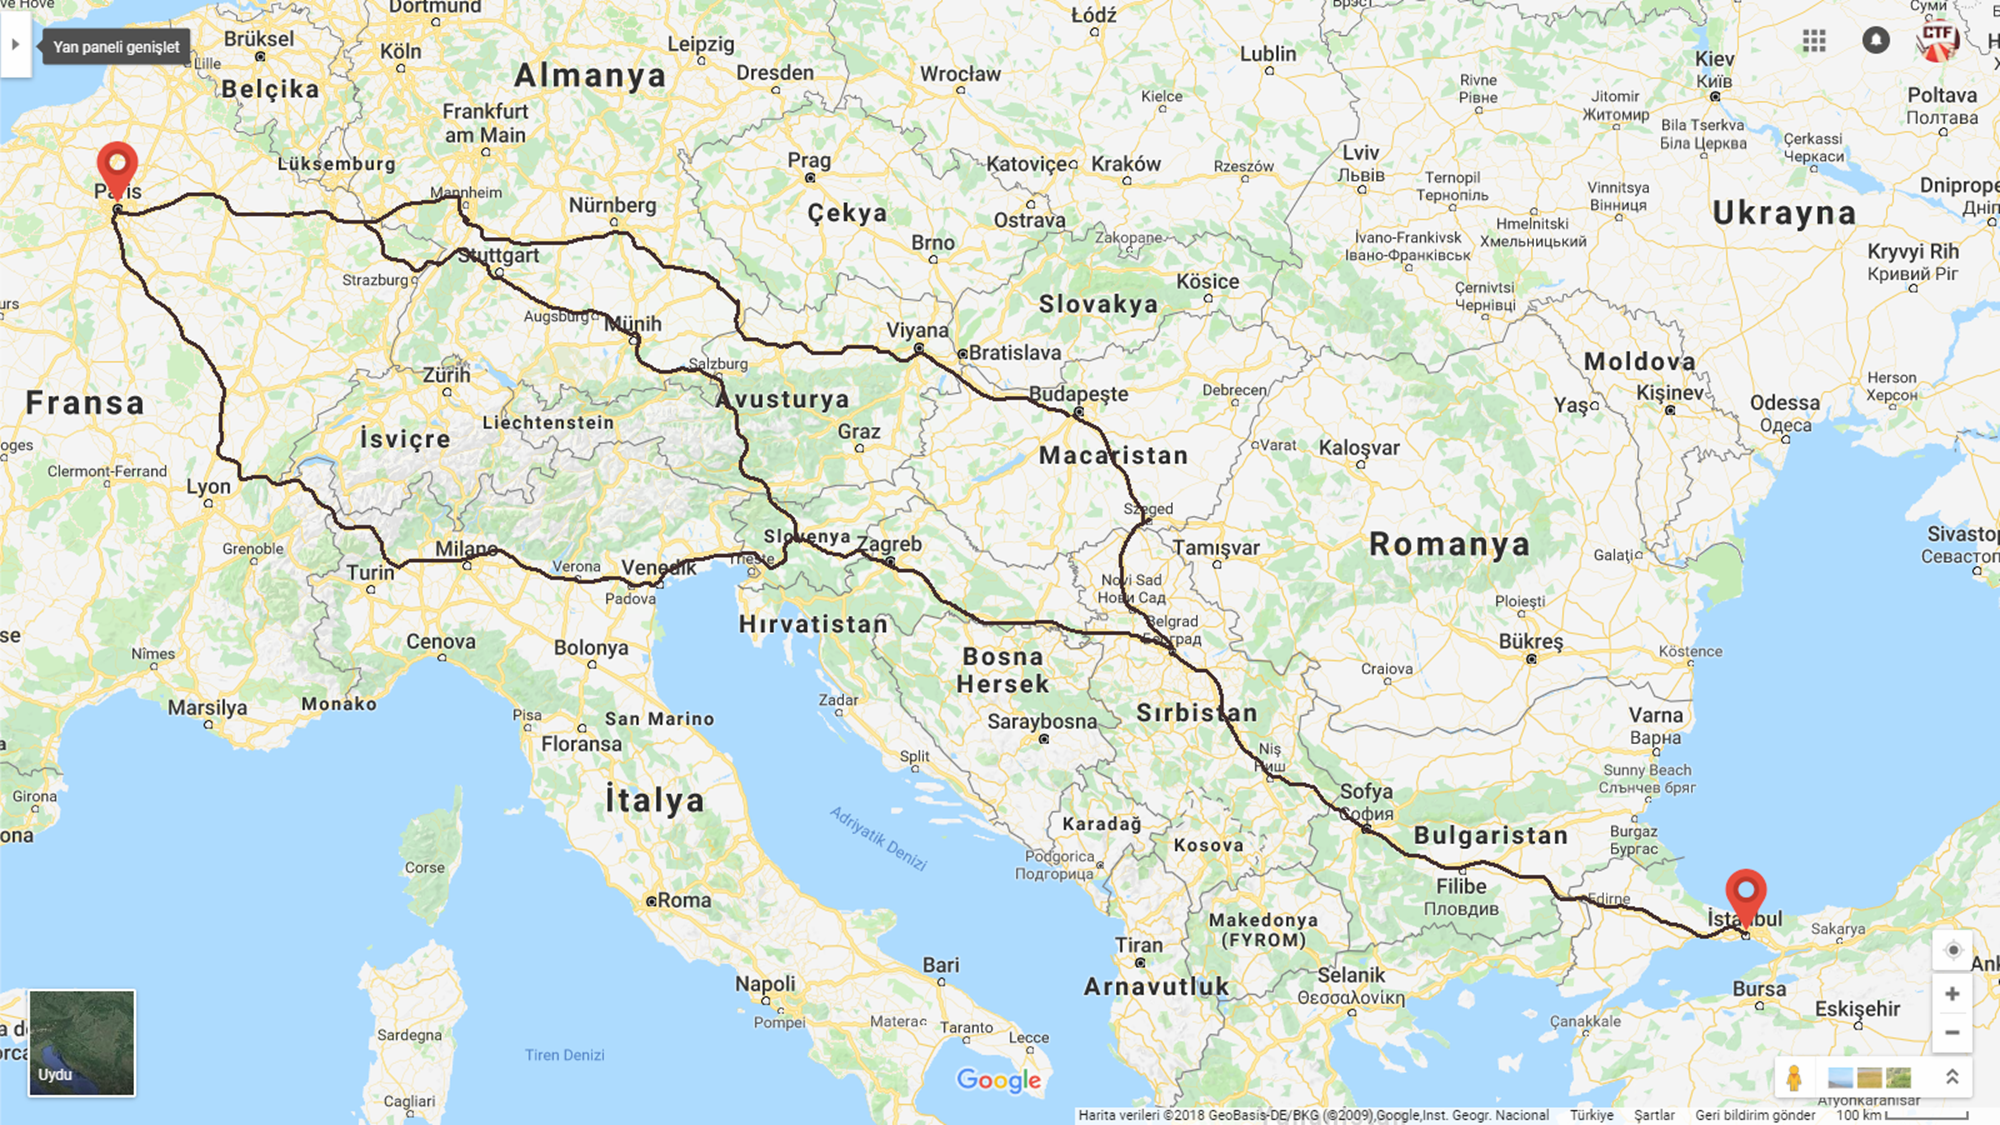 Yan paneli genişlet
Dortmund
Brüksel
Lille
Köln
Belçika
Almanya
Leipzig
Dresden
Frankfurt
am Main
Wrocław
Łódź
Kielce
Lublin
Rivne
Рівне
Kiev
Київ
Суми
CTF
Jitomir
Житомир
Bila Tserkva
Біла Церква
Poltava
Полтава
Çerkassi
Черкаси
Paris
Lüksemburg
Mannheim
Nürnberg
Prag
Çekya
Katoviçe
Kraków
Rzeszów
Ostrava
Brno
Zakopane
Lviv
Львів
Ternopil
Тернопіль
Vinnitsya
Вінниця
Hmelnitski
Хмельницький
Ukrayna
İvano-Frankivsk
Івано-Франківськ
Kryvyi Rih
Кривий Ріг
Strazburg
Stuttgart
Augsburg
Münih
Salzburg
Viyana
Bratislava
Slovakya
Kösice
Çernivtsi
Чернівці
Fransa
Zürih
Liechtenstein
İsviçre
Avusturya
Graz
Budapeşte
Macaristan
Debrecen
Varat
Kaloşvar
Moldova
Yaş
Kişinev
Odessa
Одеса
Herson
Херсон
Clermont-Ferrand
Lyon
Grenoble
Turin
Milano
Verona
Venedik
Padova
Trieste
Slovenya
Zagreb
Szeged
Tamışvar
Romanya
Galaţi
Novi Sad
Нови Сад
Belgrad
Београд
Hırvatistan
Bosna
Hersek
Saraybosna
Ploieşti
Bükreş
Craiova
Köstence
Nîmes
Marsilya
Monako
Cenova
Bolonya
Pisa
Floransa
San Marino
Zadar
Split
Sırbistan
Niş
Ниш
Varna
Варна
Sunny Beach
Слънчев бряг
Girona
İtalya
Adriyatik Denizi
Karadağ
Podgorica
Подгорица
Kosova
Sofya
София
Bulgaristan
Burgaz
Бургас
Filibe
Пловдив
Edirne
İstanbul
Sakarya
Corse
Roma
Makedonya
(FYROM)
Tiran
Arnavutluk
Selanik
Θεσσαλονίκη
Bursa
Eskişehir
Çanakkale
Napoli
Pompei
Bari
Matera
Taranto
Lecce
Sardegna
Cagliari
Tiren Denizi
Uydu
Google
Afyonkarahisar
Harita verileri ©2018 GeoBasis-DE/BKG (©2009),Google,Inst. Geogr. Nacional Türkiye Şartlar Geri bildirim gönder 100 km